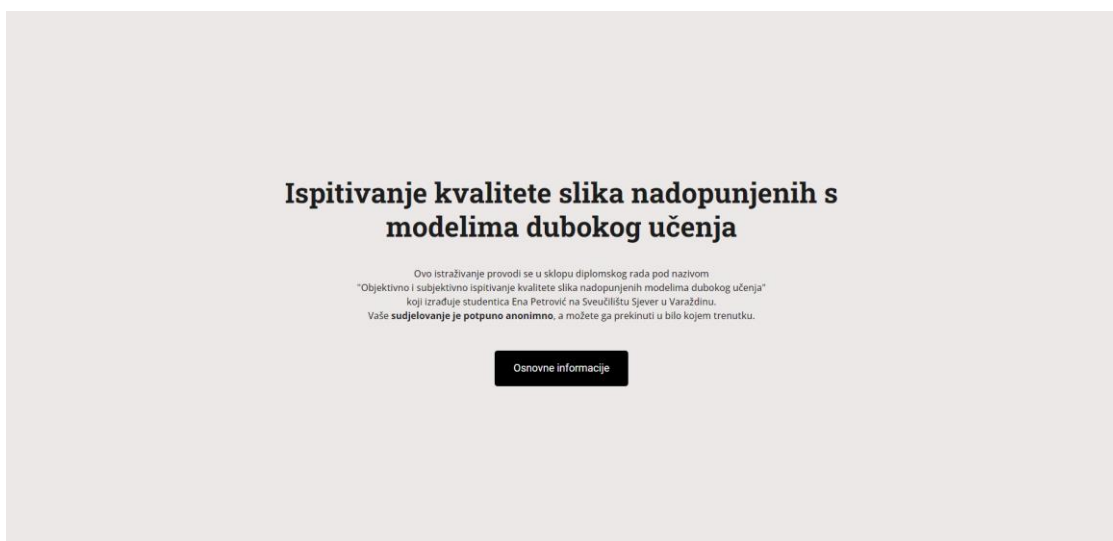 Ispitivanje kvalitete slika nadopunjenih s
modelima dubokog učenja
Ovo istraživanje provodi se u sklopu diplomskog rada pod nazivom
"Objektivno i subjektivno ispitivanje kvalitete slika nadopunjenih modelima dubokog učenja"
koji izrađuje studentica Ena Petrović na Sveučilištu Sjever u Varaždinu.
Vaše sudjelovanje je potpuno anonimno, a možete ga prekinuti u bilo kojem trenutku.
Osnovne informacije